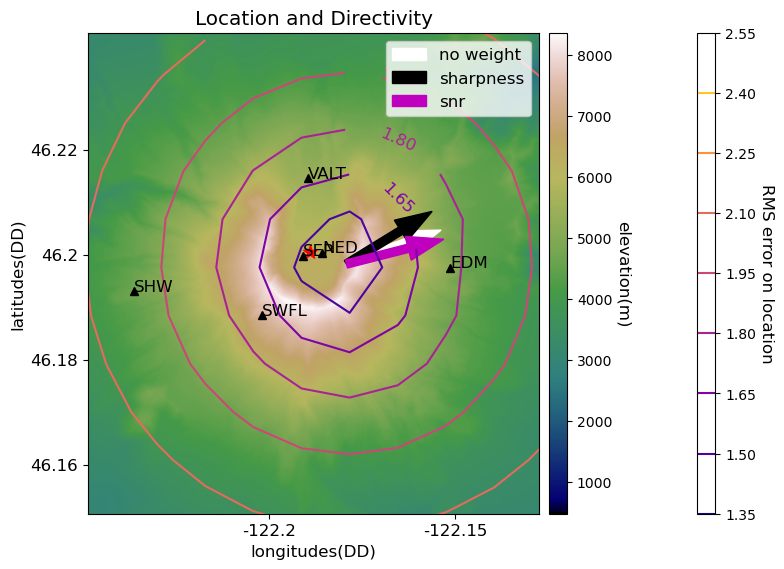 Location and Directivity
no weight
sharpness
snr
1.80
1.65
VALT
NED
EDM
SHW
SWFL
46.22
46.2
46.18
46.16
latitudes(DD)
-122.2
-122.15
longitudes(DD)
8000
7000
6000
5000
4000
3000
2000
1000
elevation(m)
2.55
2.40
2.25
2.10
1.95
1.80
1.65
1.50
1.35
RMS error on location